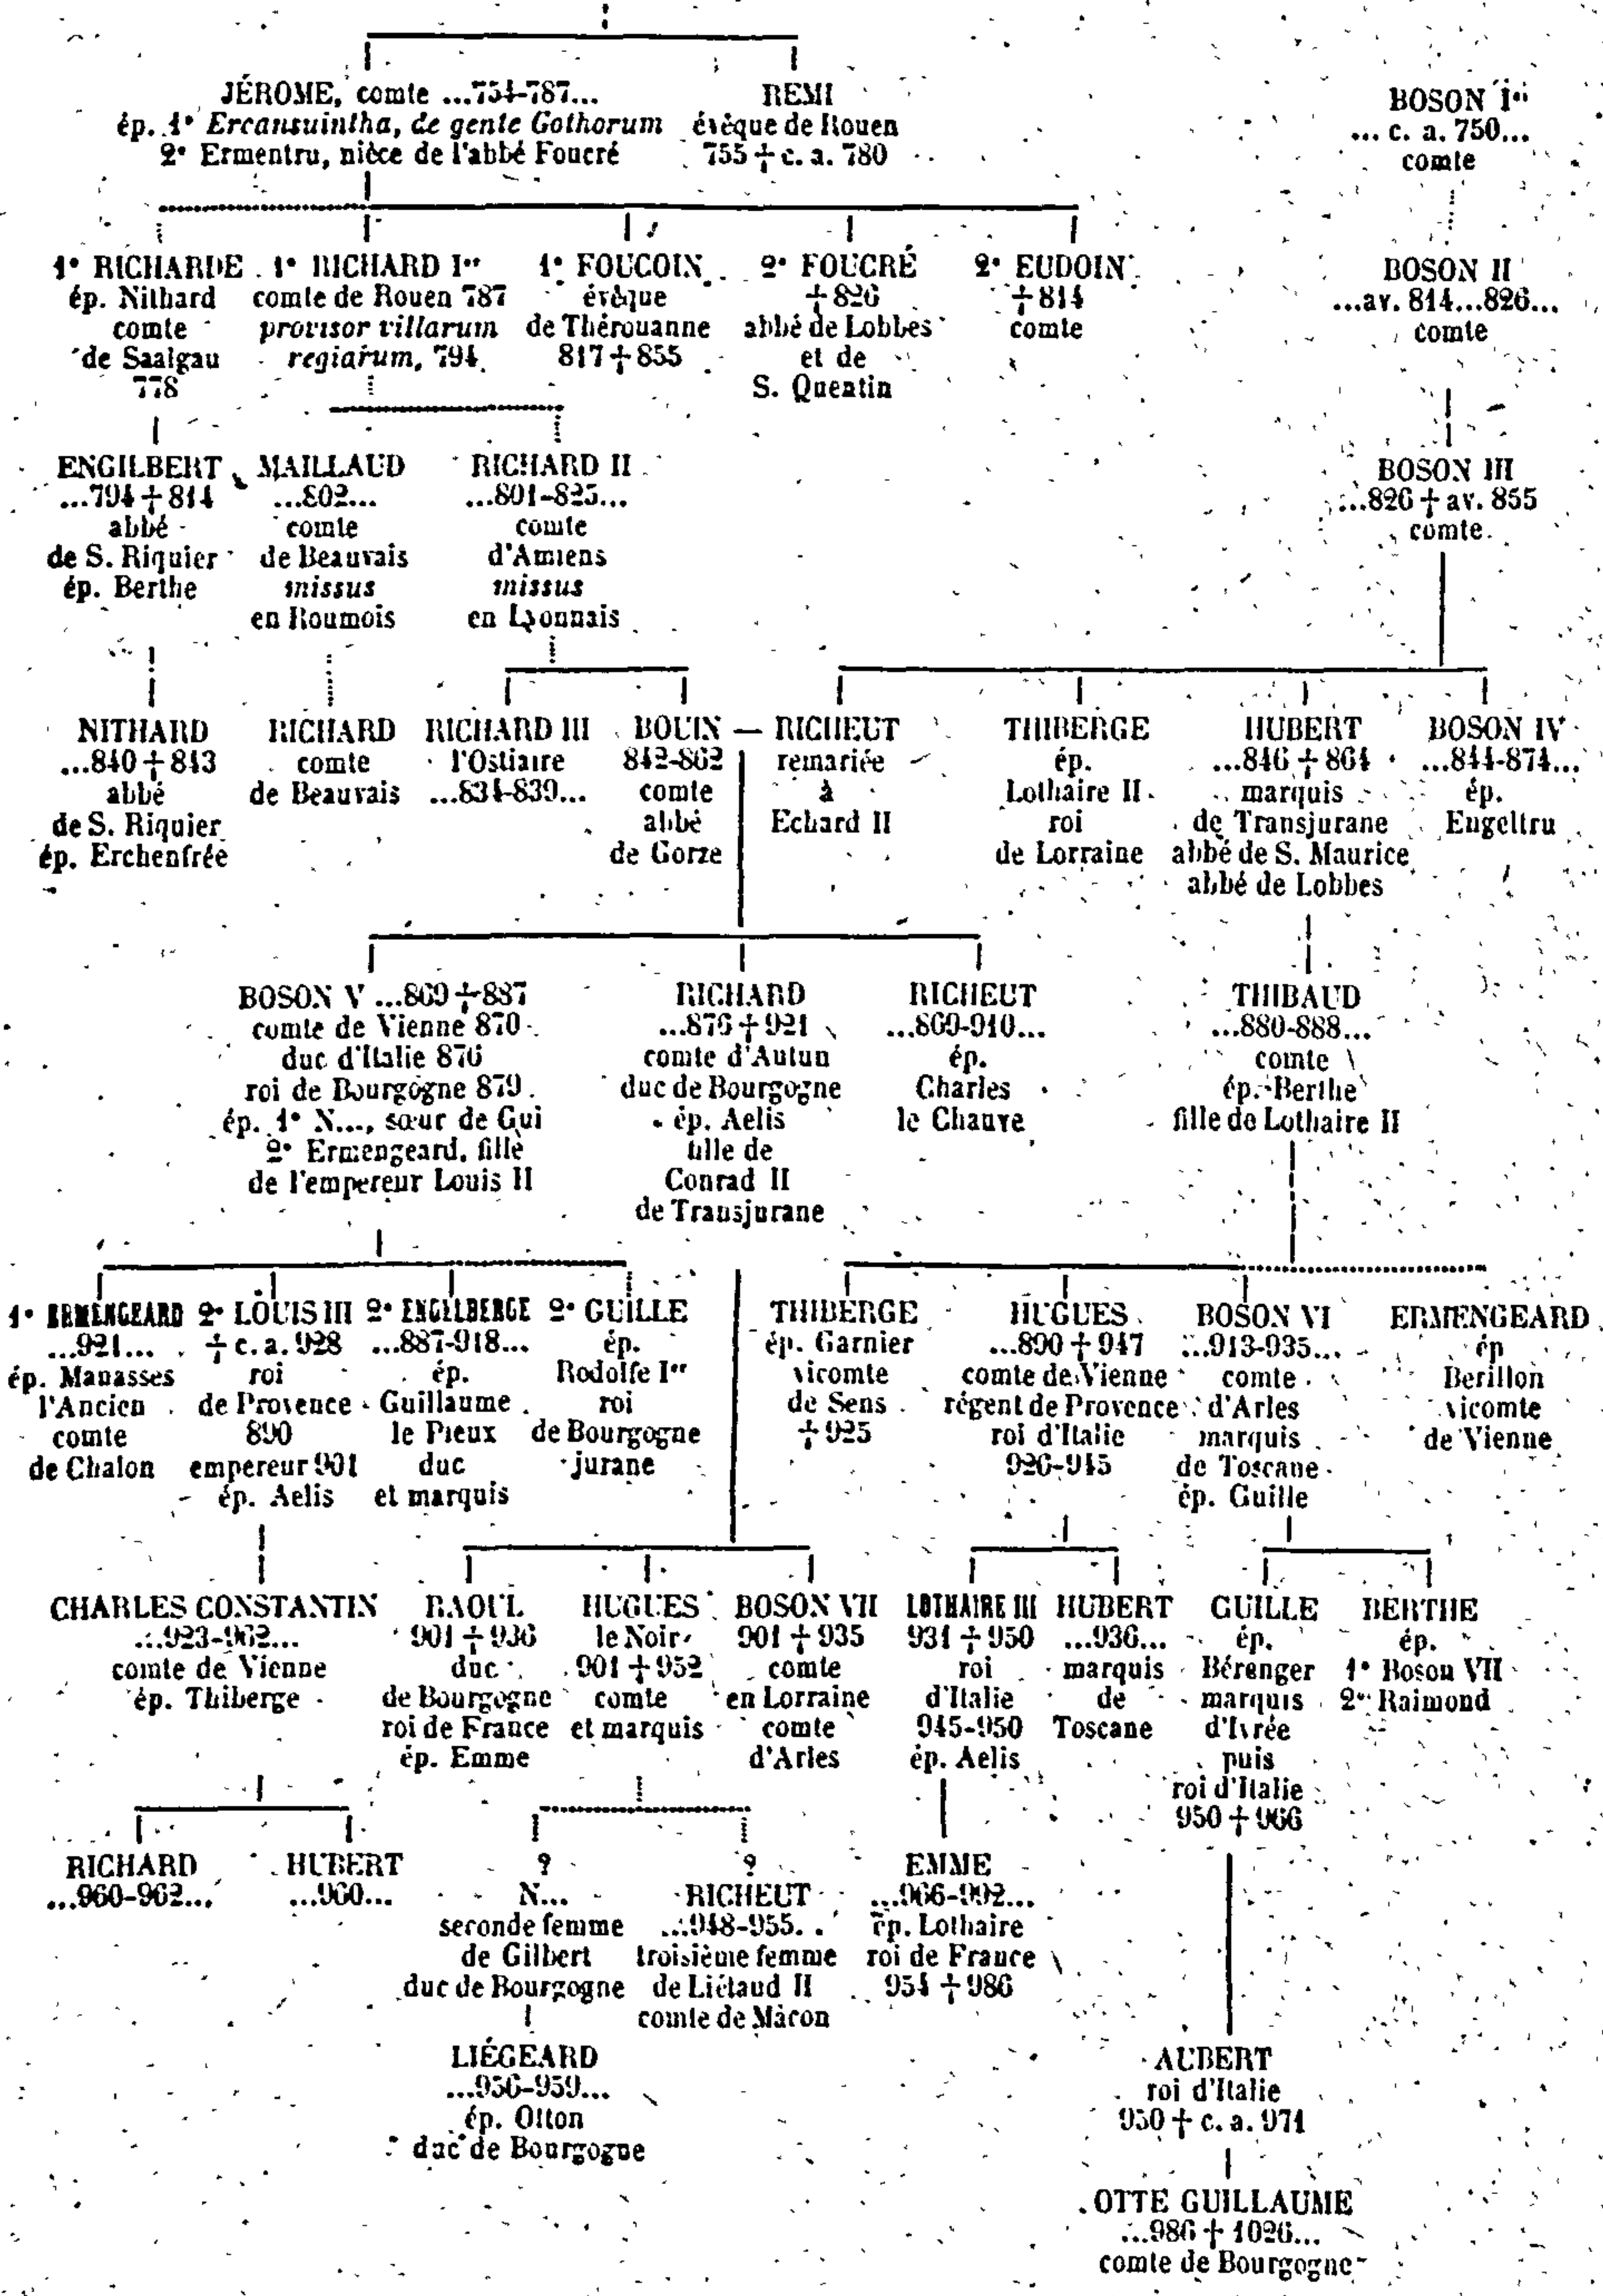 JÉROME, comte ...754-787...
ép. 1° Ercansuintha, de gente Gothorum
2° Ermentru, nièce de l'abbé Foucré
REMI
évêque de Rouen
755 † c. a. 780
BOSON Ier
... c. a. 750...
comte
1° RICHARDE
ép. Nithard
comte
de Saalgau
778
1° RICHARD Ier
comte de Rouen 787
provisor villarum
regiarum, 794
1° FOUCOIN
évêque
de Thérouanne
817 † 855
2° FOUCRÉ
† 826
abbé de Lobbes
et de
S. Quentin
2° EUDOIN
† 814
comte
BOSON II
...av. 814...826...
comte
ENGILBERT
...794 † 814
abbé
de S. Riquier
ép. Berthe
MAILLAUD
...802...
comte
de Beauvais
missus
en Roumois
RICHARD II
...801-825...
comte
d'Amiens
missus
en Lyonnais
BOSON III
...826 † av. 855
comte
NITHARD
...840 † 843
abbé
de S. Riquier
ép. Erchenfrée
RICHARD
comte
de Beauvais
RICHARD III
l'Ostiaire
...834-839...
BOUIN —
842-862
comte
abbé
de Gorze
RICHEUT
remariée
à
Echard II
THIBERGE
ép.
Lothaire II
roi
de Lorraine
HUBERT
...846 † 864
marquis
de Transjurane
abbé de S. Maurice
abbé de Lobbes
BOSON IV
...844-874...
ép.
Engeltru
BOSON V ...869 † 887
comte de Vienne 870
duc d'Italie 876
roi de Bourgogne 879
ép. 1° N..., sœur de Gui
2° Ermengeard, fille
de l'empereur Louis II
RICHARD
...876 † 921
comte d'Autun
duc de Bourgogne
ép. Aelis
fille de
Conrad II
de Transjurane
RICHEUT
...869-910...
ép.
Charles
le Chauve
THIBAUD
...880-888...
comte
ép. Berthe
fille de Lothaire II
1° ERMENGEARD
...921...
ép. Manasses
l'Ancien
comte
de Chalon
2° LOUIS III
† c. a. 928
roi
de Provence
890
empereur 901
ép. Aelis
2° ENGILBERGE
...887-918...
ép.
Guillaume
le Pieux
duc
et marquis
2° GUILLE
ép.
Rodolfe Ier
roi
de Bourgogne
jurane
THIBERGE
ép. Garnier
vicomte
de Sens
† 925
HUGUES
...890 † 947
comte de Vienne
régent de Provence
roi d'Italie
926-945
BOSON VI
...913-935...
comte
d'Arles
marquis
de Toscane
ép. Guille
ERMENGEARD
ép
Berillon
vicomte
de Vienne
CHARLES CONSTANTIN
...923-962...
comte de Vienne
ép. Thiberge
RAOUL
901 † 936
duc
de Bourgogne
roi de France
ép. Emme
HUGUES
le Noir
901 † 952
comte
et marquis
BOSON VII
901 † 935
comte
en Lorraine
comte
d'Arles
LOTHAIRE III
931 † 950
roi
d'Italie
945-950
ép. Aelis
HUBERT
...936...
marquis
de
Toscane
GUILLE
ép.
Bérenger
marquis
d'Ivrée
puis
roi d'Italie
950 † 966
BERTHE
ép.
1° Boson VII
2° Raimond
RICHARD
...960-962...
HUBERT
...960...
?
N...
seconde femme
de Gilbert
duc de Bourgogne
?
RICHEUT
...948-955...
troisième femme
de Liétaud II
comte de Mâcon
EMME
...966-992...
ép. Lothaire
roi de France
954 † 986
LIÉGEARD
...956-959...
ép. Otton
duc de Bourgogne
AUBERT
roi d'Italie
950 † c. a. 971
OTTE GUILLAUME
...986 † 1026...
comte de Bourgogne